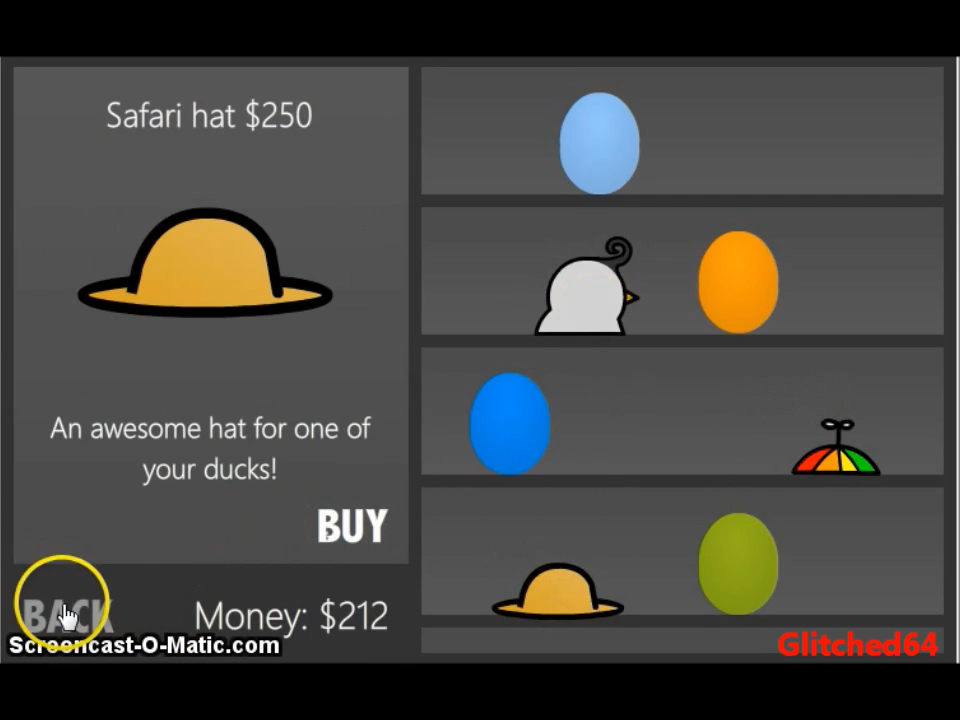 Safari hat $250
An awesome hat for one of
your ducks!
BUY
BACK
Money: $212
Screencast-O-Matic.com
Glitched64